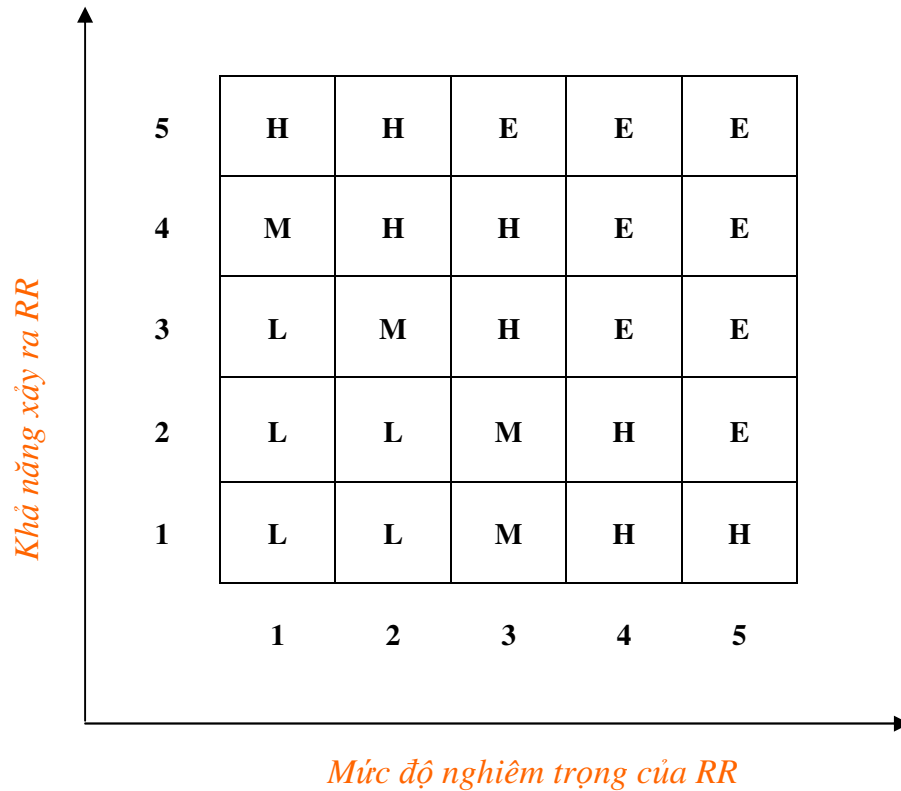 5 H H E E E
4 M H H E E
3 L M H E E
2 L L M H E
1 L L M H H
1 2 3 4 5
Khả năng xảy ra RR
Mức độ nghiêm trọng của RR